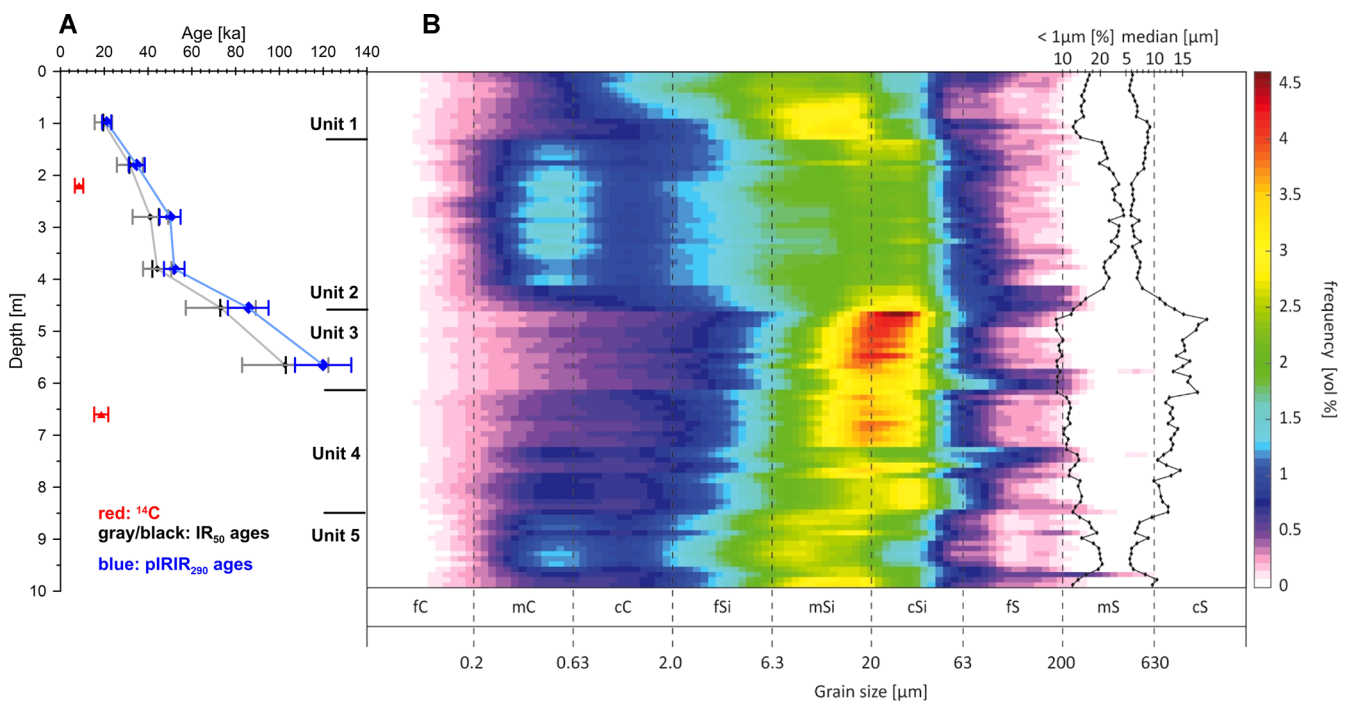 A
B
Age [ka]
0 20 40 60 80 100 120 140
< 1μm [%] median [μm]
10 20 5 10 15
Depth [m]
0
1
2
3
4
5
6
7
8
9
10
Unit 1
Unit 2
Unit 3
Unit 4
Unit 5
red: ¹⁴C
gray/black: IR₅₀ ages
blue: pIRIR₂₉₀ ages
4.5
4
3.5
3
2.5
2
1.5
1
0.5
0
frequency [vol %]
fC mC cC fSi mSi cSi fS mS cS
0.2 0.63 2.0 6.3 20 63 200 630
Grain size [μm]